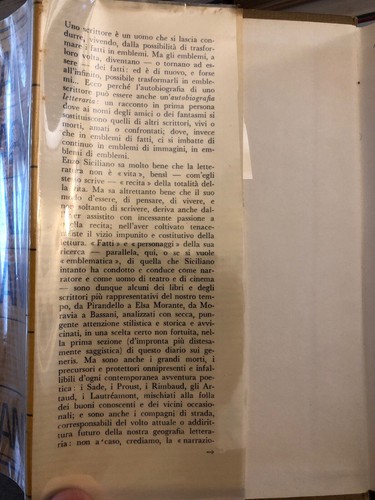 Uno scrittore è un uomo che si lascia con-
durre, vivendo, dalla possibilità di trasfor-
mare i fatti in emblemi. Ma gli emblemi, a
loro volta, diventano — o tornano ad es-
sere — dei fatti: ed è di nuovo, e forse
all'infinito, possibile trasformarli in emble-
mi... Ecco perché l'autobiografia di uno
scrittore può essere anche un'autobiografia
letteraria: un racconto in prima persona
dove ai nomi degli amici o dei fantasmi si
sostituiscono quelli di altri scrittori, vivi o
morti, amati o confrontati; dove, invece
che in emblemi di fatti, ci si imbatte di
continuo in emblemi di immagini, in em-
blemi di emblemi.
Enzo Siciliano sa molto bene che la lette-
ratura non è « vita », bensì — com'egli
stesso scrive — « recita » della totalità del-
la vita. Ma sa altrettanto bene che il suo
modo d'essere, di pensare, di vivere, e
non soltanto di scrivere, deriva anche dal-
l'aver assistito con incessante passione a
quella recita; nell'aver coltivato tenace-
mente il vizio impunito e costitutivo della
lettura. « Fatti » e « personaggi » della sua
ricerca — parallela, qui, o se si vuole
« emblematica », di quella che Siciliano
intanto ha condotto e conduce come nar-
ratore e come uomo di teatro e di cinema
— sono dunque alcuni dei libri e degli
scrittori più rappresentativi del nostro tem-
po, da Pirandello a Elsa Morante, da Mo-
ravia a Bassani, analizzati con secca, pun-
gente attenzione stilistica e storica e avvi-
cinati, in una scelta certo non fortuita, nel-
la prima sezione (d'impronta più distesa-
mente saggistica) di questo diario sui ge-
neris. Ma sono anche i grandi morti, i
precursori e protettori onnipresenti e infal-
libili d'ogni contemporanea avventura poe-
tica: i Sade, i Proust, i Rimbaud, gli Ar-
taud, i Lautréamont, mischiati alla folla
dei buoni conoscenti e dei vicini occasio-
nali; e sono anche i compagni di strada,
corresponsabili del volto attuale o addirit-
tura futuro della nostra geografia lettera-
ria: non a caso, crediamo, la « narrazio-
→